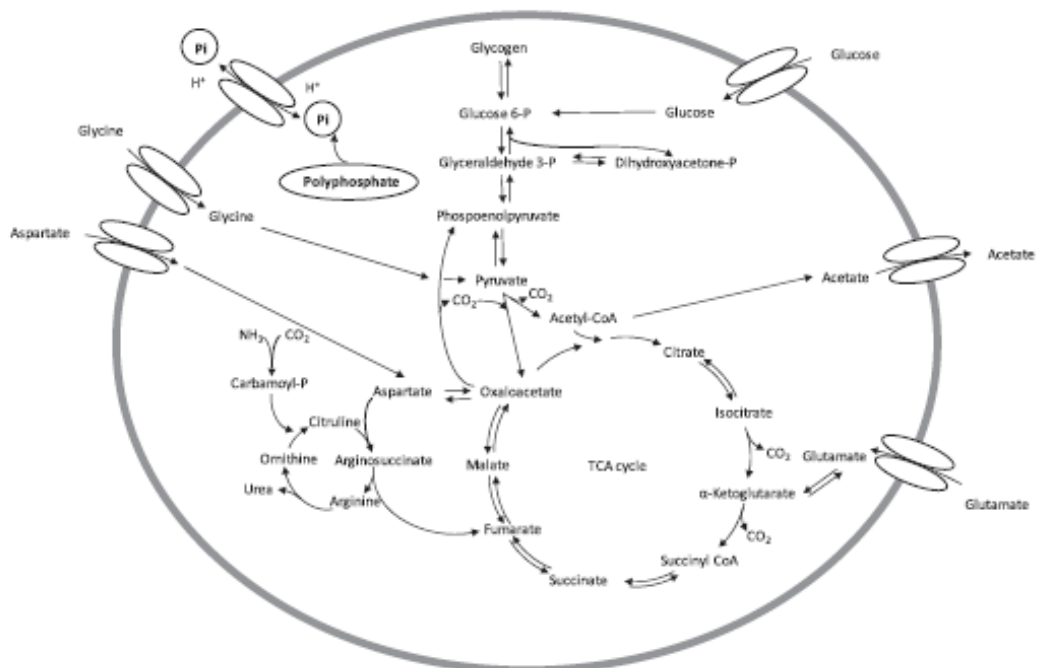 Glycogen
Glucose
Pi
H⁺
H⁺
Pi
Glucose 6-P
Glucose
Glycine
Glyceraldehyde 3-P
Dihydroxyacetone-P
Polyphosphate
Glycine
Phospoenolpyruvate
Aspartate
Acetate
Pyruvate
Acetate
CO₂
CO₂
Acetyl-CoA
NH₃
CO₂
Citrate
Carbamoyl-P
Aspartate
Oxaloacetate
Isocitrate
Citruline
CO₂
Glutamate
Ornithine
Arginosuccinate
Malate
TCA cycle
Urea
Arginine
α-Ketoglutarate
Glutamate
Fumarate
CO₂
Succinyl CoA
Succinate